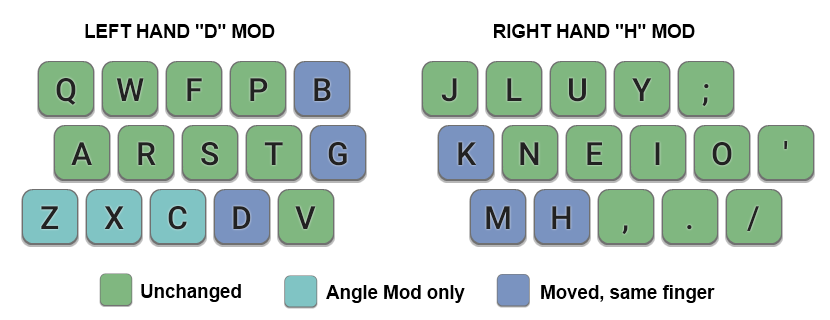 LEFT HAND "D" MOD RIGHT HAND "H" MOD
Q W F P B J L U Y ;
A R S T G K N E I O '
Z X C D V M H , . /
Unchanged Angle Mod only Moved, same finger